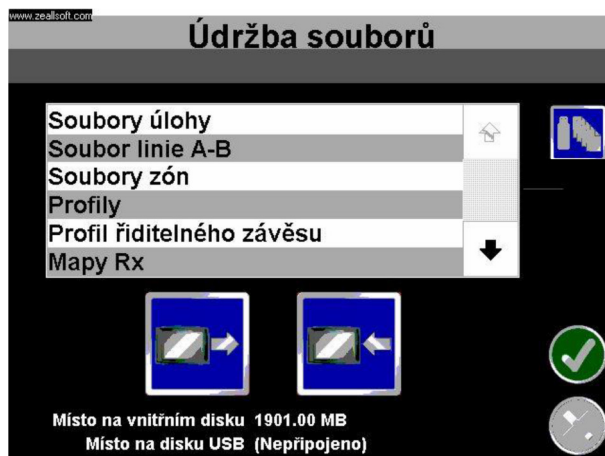 www.zeallsoft.com
Údržba souborů
Soubory úlohy
Soubor linie A-B
Soubory zón
Profily
Profil řiditelného závěsu
Mapy Rx
Místo na vnitřním disku 1901.00 MB
Místo na disku USB (Nepřipojeno)